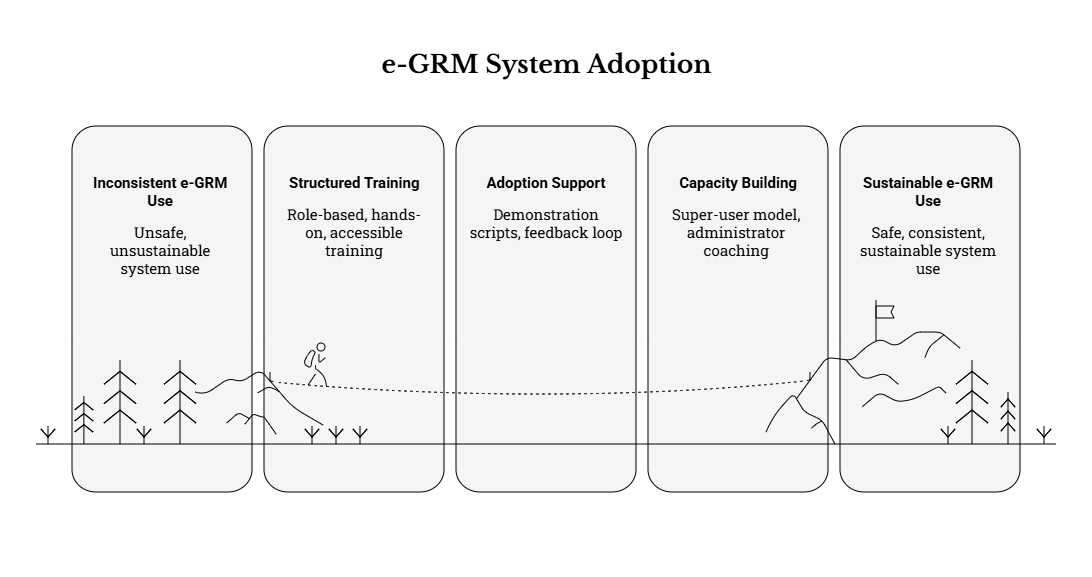 e-GRM System Adoption
Inconsistent e-GRM
Use
Unsafe,
unsustainable
system use
Structured Training
Role-based, hands-
on, accessible
training
Adoption Support
Demonstration
scripts, feedback loop
Capacity Building
Super-user model,
administrator
coaching
Sustainable e-GRM
Use
Safe, consistent,
sustainable system
use